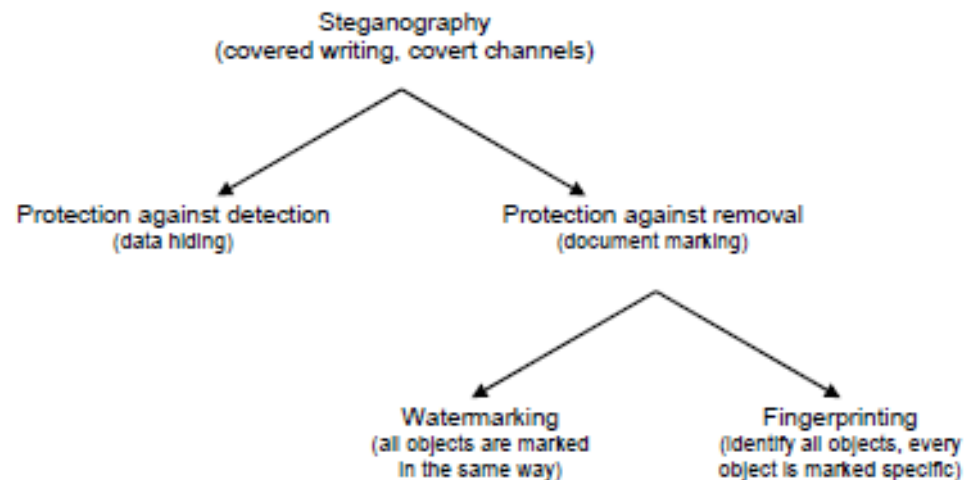 Steganography
(covered writing, covert channels)
Protection against detection
(data hiding)
Protection against removal
(document marking)
Watermarking
(all objects are marked
in the same way)
Fingerprinting
(identify all objects, every
object is marked specific)